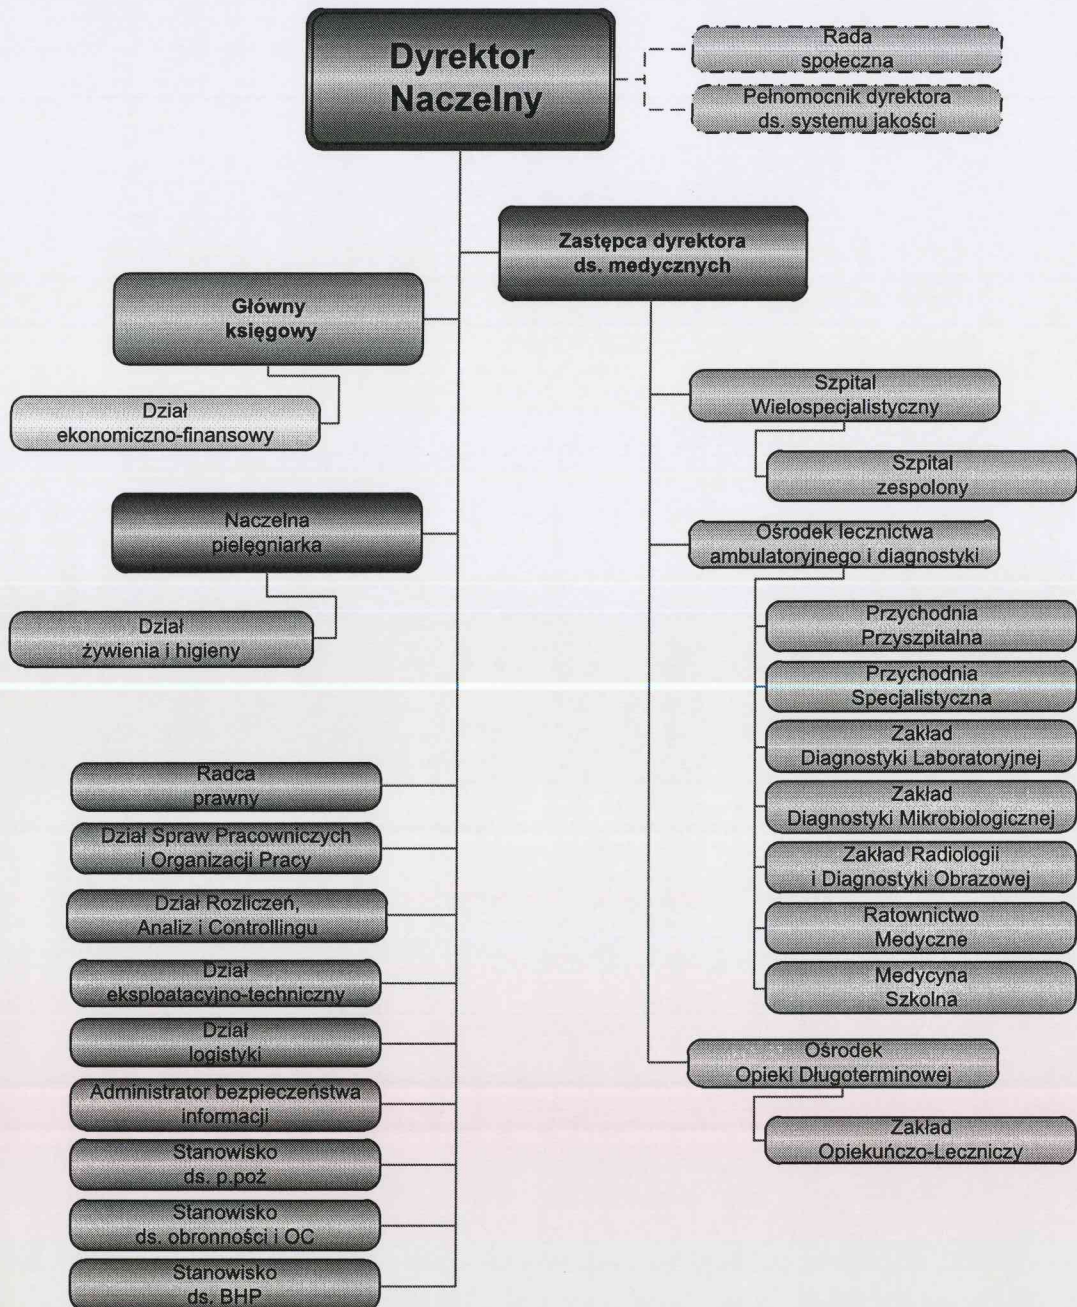 Dyrektor
Naczelny
Rada
społeczna
Pełnomocnik dyrektora
ds. systemu jakości
Zastępca dyrektora
ds. medycznych
Główny
księgowy
Dział
ekonomiczno-finansowy
Naczelna
pielęgniarka
Dział
żywienia i higieny
Radca
prawny
Dział Spraw Pracowniczych
i Organizacji Pracy
Dział Rozliczeń,
Analiz i Controllingu
Dział
eksploatacyjno-techniczny
Dział
logistyki
Administrator bezpieczeństwa
informacji
Stanowisko
ds. p.poż
Stanowisko
ds. obronności i OC
Stanowisko
ds. BHP
Szpital
Wielospecjalistyczny
Szpital
zespolony
Ośrodek lecznictwa
ambulatoryjnego i diagnostyki
Przychodnia
Przyszpitalna
Przychodnia
Specjalistyczna
Zakład
Diagnostyki Laboratoryjnej
Zakład
Diagnostyki Mikrobiologicznej
Zakład Radiologii
i Diagnostyki Obrazowej
Ratownictwo
Medyczne
Medycyna
Szkolna
Ośrodek
Opieki Długoterminowej
Zakład
Opiekuńczo-Leczniczy